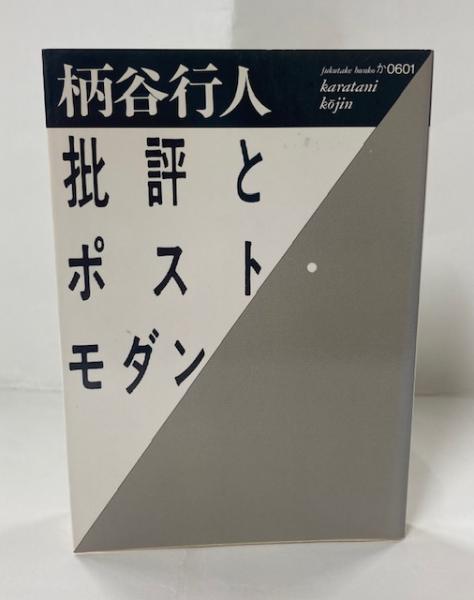 柄谷行人
fukutake bunko か0601
karatani
kōjin
批評と
ポスト
モダン